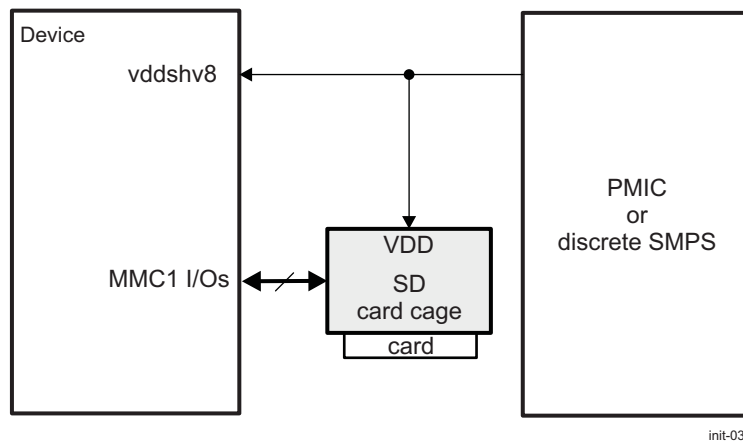 Device
vddshv8
PMIC
or
discrete SMPS
VDD
SD
card cage
MMC1 I/Os
card
init-03